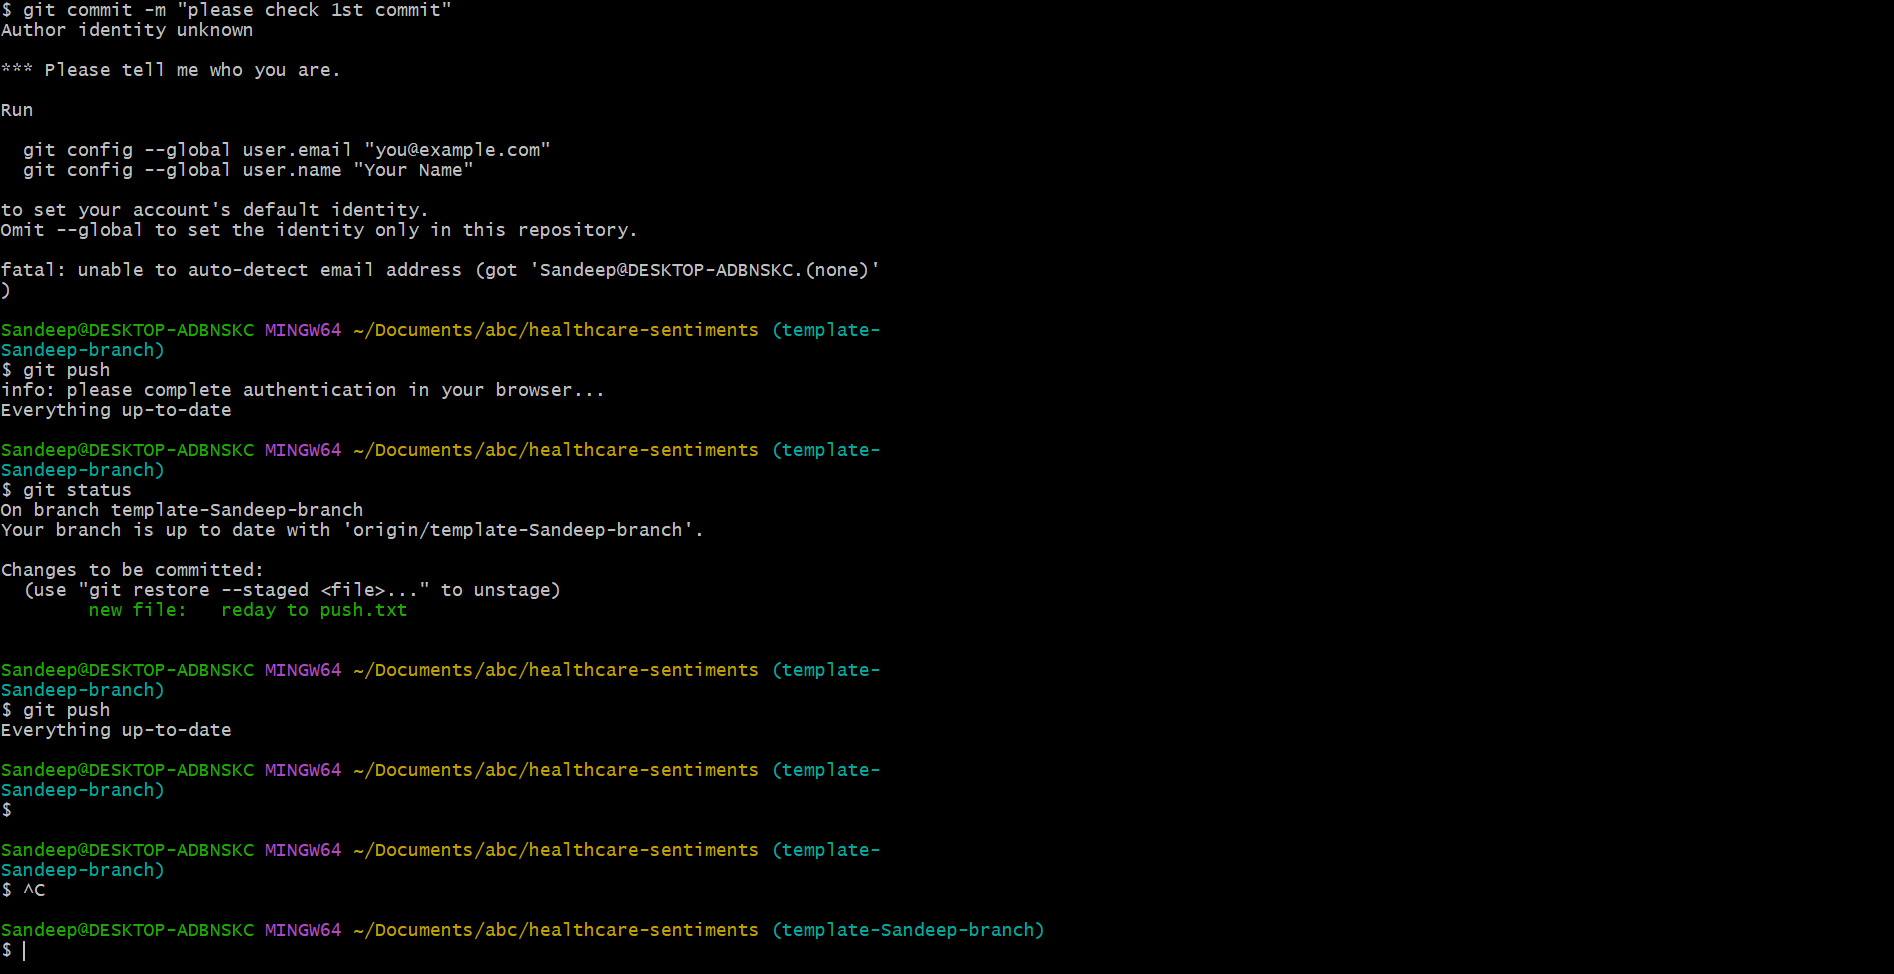 $ git commit -m "please check 1st commit"
Author identity unknown
*** Please tell me who you are.
Run
git config --global user.email "you@example.com"
git config --global user.name "Your Name"
to set your account's default identity.
Omit --global to set the identity only in this repository.
fatal: unable to auto-detect email address (got 'Sandeep@DESKTOP-ADBNSKC.(none)'
)
Sandeep@DESKTOP-ADBNSKC MINGW64 ~/Documents/abc/healthcare-sentiments (template-
Sandeep-branch)
$ git push
info: please complete authentication in your browser...
Everything up-to-date
Sandeep@DESKTOP-ADBNSKC MINGW64 ~/Documents/abc/healthcare-sentiments (template-
Sandeep-branch)
$ git status
On branch template-Sandeep-branch
Your branch is up to date with 'origin/template-Sandeep-branch'.
Changes to be committed:
(use "git restore --staged <file>..." to unstage)
new file:   reday to push.txt
Sandeep@DESKTOP-ADBNSKC MINGW64 ~/Documents/abc/healthcare-sentiments (template-
Sandeep-branch)
$ git push
Everything up-to-date
Sandeep@DESKTOP-ADBNSKC MINGW64 ~/Documents/abc/healthcare-sentiments (template-
Sandeep-branch)
$
Sandeep@DESKTOP-ADBNSKC MINGW64 ~/Documents/abc/healthcare-sentiments (template-
Sandeep-branch)
$ ^C
Sandeep@DESKTOP-ADBNSKC MINGW64 ~/Documents/abc/healthcare-sentiments (template-Sandeep-branch)
$